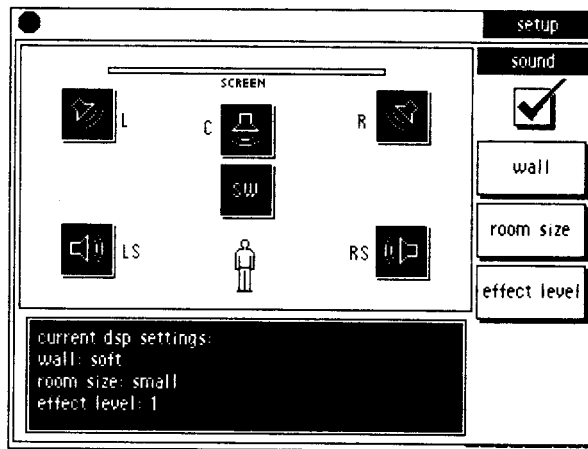 setup
sound
SCREEN
L
C
R
SW
LS
RS
wall
room size
effect level
current dsp settings:
wall: soft
room size: small
effect level: 1